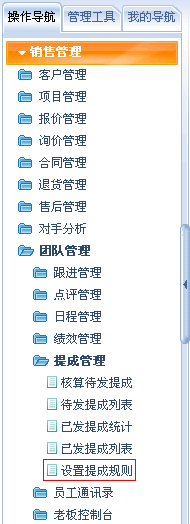 操作导航 管理工具 我的导航
销售管理
客户管理
项目管理
报价管理
询价管理
合同管理
退货管理
售后管理
对手分析
团队管理
跟进管理
点评管理
日程管理
绩效管理
提成管理
核算待发提成
待发提成列表
已发提成统计
已发提成列表
设置提成规则
员工通讯录
老板控制台